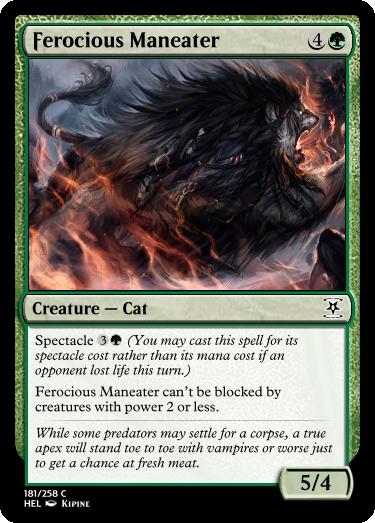 Ferocious Maneater 4
Creature — Cat
Spectacle 3 (You may cast this spell for its
spectacle cost rather than its mana cost if an
opponent lost life this turn.)
Ferocious Maneater can't be blocked by
creatures with power 2 or less.
While some predators may settle for a corpse, a true
apex will stand toe to toe with vampires or worse just
to get a chance at fresh meat.
5/4
181/258 C
HEL KIPINE